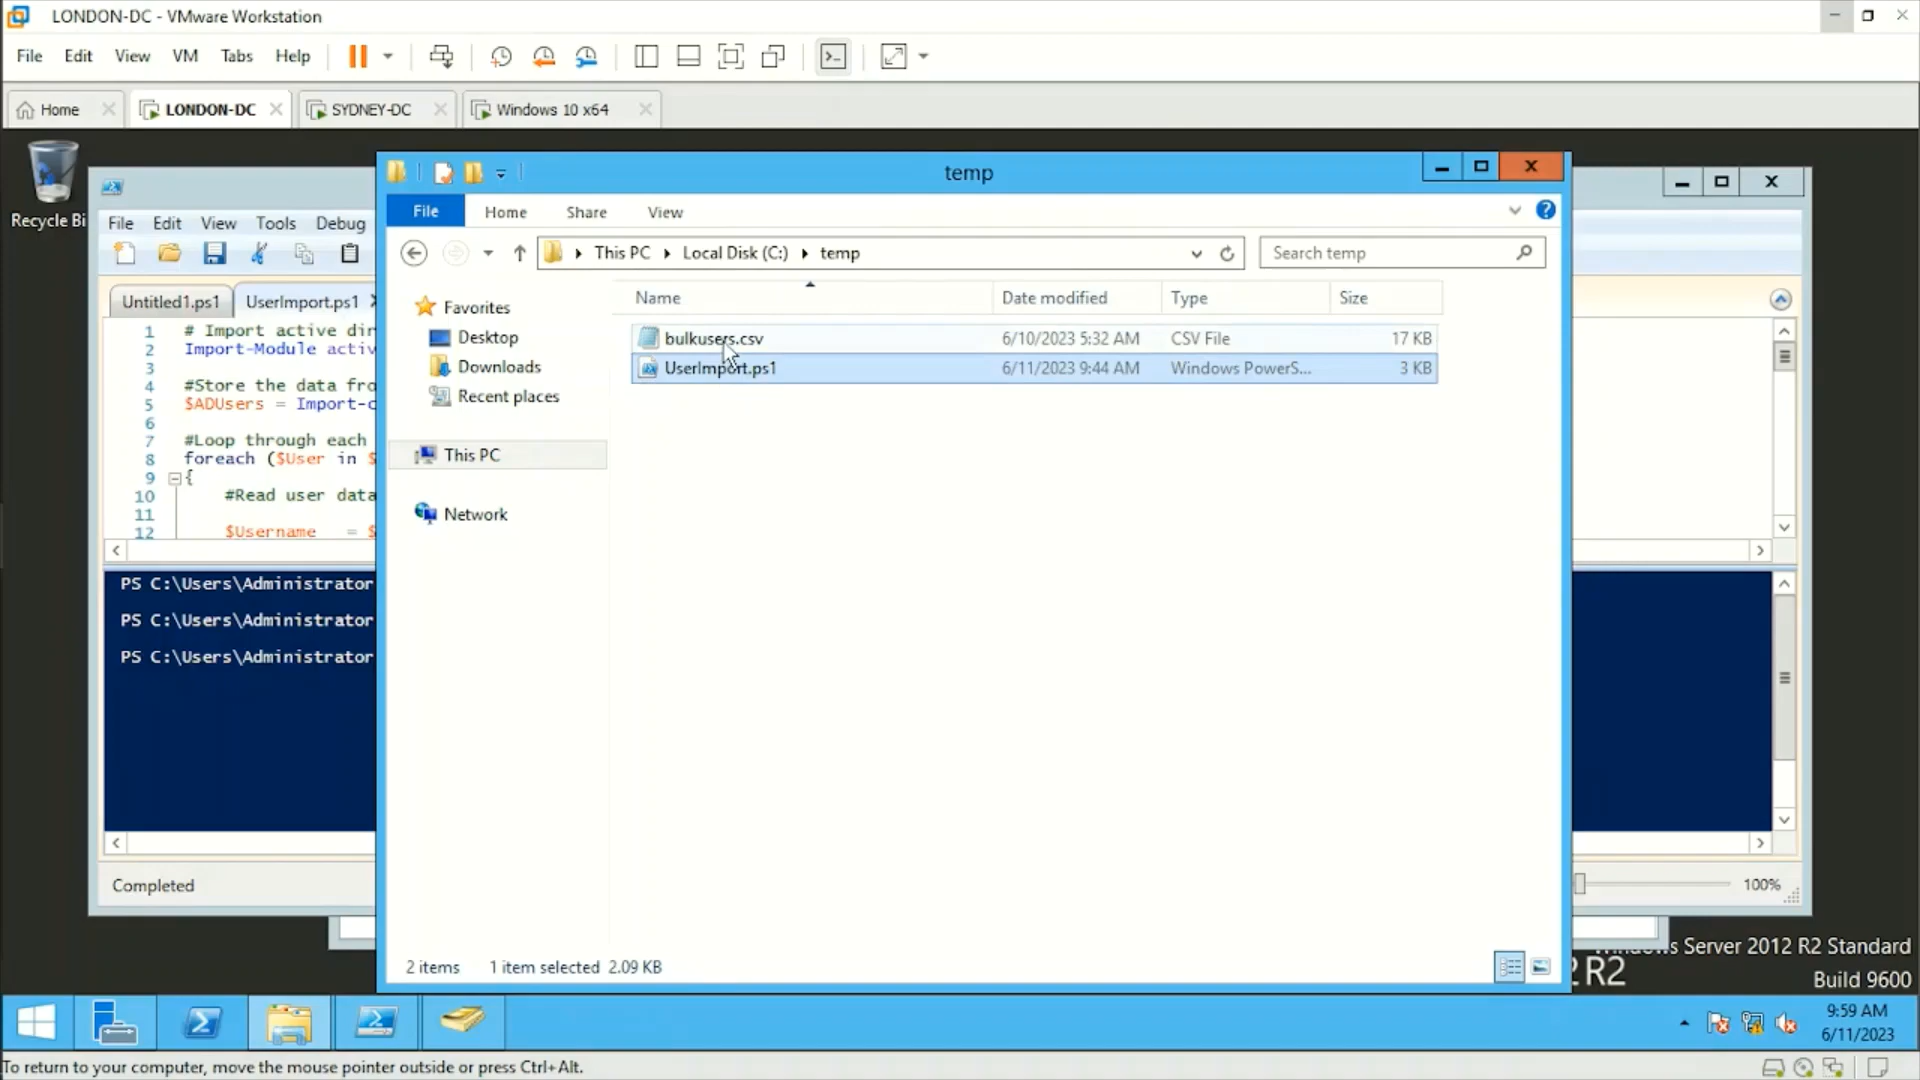 LONDON-DC - VMware Workstation
File Edit View VM Tabs Help
Home LONDON-DC SYDNEY-DC Windows 10 x64
Recycle Bi
File Edit View Tools Debug
Untitled1.ps1 UserImport.ps1
1 # Import active dir
2 Import-Module activ
3
4 #Store the data fro
5 $ADUsers = Import-c
6
7 #Loop through each
8 foreach ($User in $
9 {
10 #Read user data
11
12 $Username = $
PS C:\Users\Administrator
PS C:\Users\Administrator
PS C:\Users\Administrator
Completed
100%
temp
File Home Share View
This PC Local Disk (C:) temp
Search temp
Favorites
Desktop
Downloads
Recent places
This PC
Network
Name Date modified Type Size
bulkusers.csv 6/10/2023 5:32 AM CSV File 17 KB
UserImport.ps1 6/11/2023 9:44 AM Windows PowerS... 3 KB
2 items 1 item selected 2.09 KB
s Server 2012 R2 Standard
R2
Build 9600
9:59 AM
6/11/2023
To return to your computer, move the mouse pointer outside or press Ctrl+Alt.